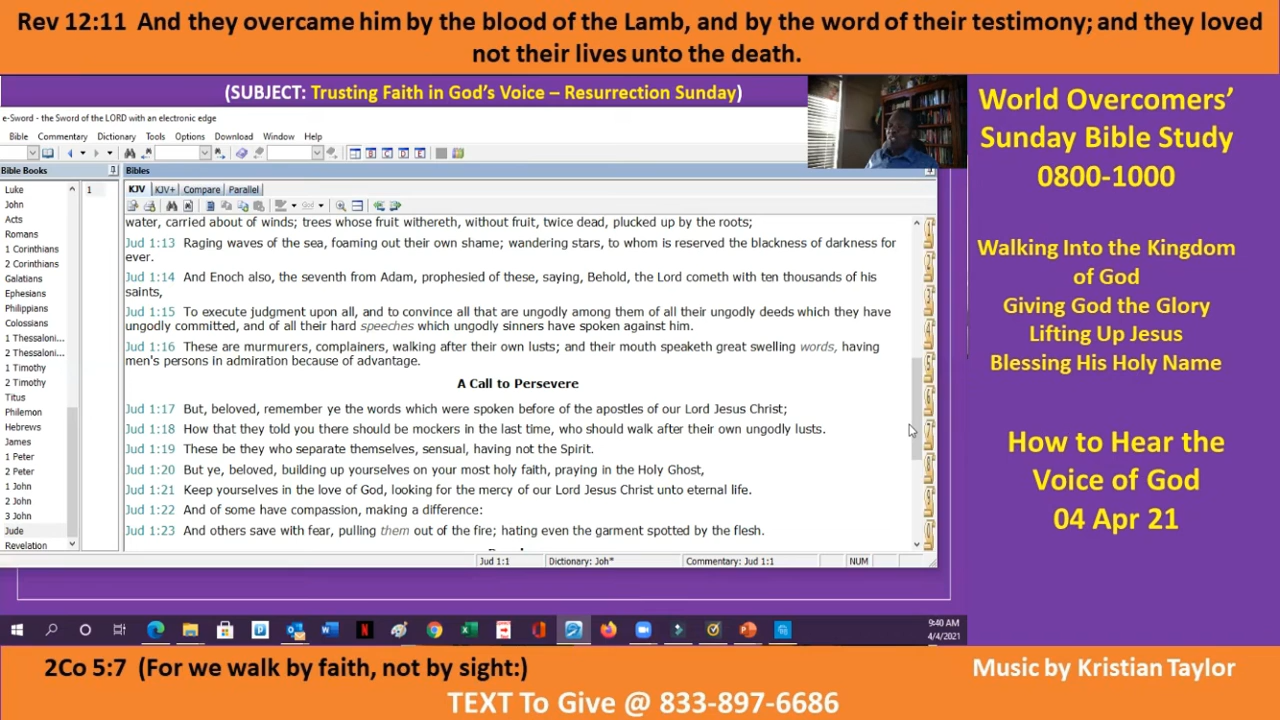 Rev 12:11  And they overcame him by the blood of the Lamb, and by the word of their testimony; and they loved
not their lives unto the death.
(SUBJECT: Trusting Faith in God's Voice – Resurrection Sunday)
e-Sword - the Sword of the LORD with an electronic edge
Bible Commentary Dictionary Tools Options Download Window Help
Bible Books
Bibles
Luke
John
Acts
Romans
1 Corinthians
2 Corinthians
Galatians
Ephesians
Philippians
Colossians
1 Thessaloni...
2 Thessaloni...
1 Timothy
2 Timothy
Titus
Philemon
Hebrews
James
1 Peter
2 Peter
1 John
2 John
3 John
Jude
Revelation
1
KJV KJV+ Compare Parallel
water, carried about of winds; trees whose fruit withereth, without fruit, twice dead, plucked up by the roots;
Jud 1:13  Raging waves of the sea, foaming out their own shame; wandering stars, to whom is reserved the blackness of darkness for
ever.
Jud 1:14  And Enoch also, the seventh from Adam, prophesied of these, saying, Behold, the Lord cometh with ten thousands of his
saints,
Jud 1:15  To execute judgment upon all, and to convince all that are ungodly among them of all their ungodly deeds which they have
ungodly committed, and of all their hard speeches which ungodly sinners have spoken against him.
Jud 1:16  These are murmurers, complainers, walking after their own lusts; and their mouth speaketh great swelling words, having
men's persons in admiration because of advantage.
A Call to Persevere
Jud 1:17  But, beloved, remember ye the words which were spoken before of the apostles of our Lord Jesus Christ;
Jud 1:18  How that they told you there should be mockers in the last time, who should walk after their own ungodly lusts.
Jud 1:19  These be they who separate themselves, sensual, having not the Spirit.
Jud 1:20  But ye, beloved, building up yourselves on your most holy faith, praying in the Holy Ghost,
Jud 1:21  Keep yourselves in the love of God, looking for the mercy of our Lord Jesus Christ unto eternal life.
Jud 1:22  And of some have compassion, making a difference:
Jud 1:23  And others save with fear, pulling them out of the fire; hating even the garment spotted by the flesh.
Jud 1:1 Dictionary: Joh* Commentary: Jud 1:1 NUM
9:40 AM
4/4/2021
World Overcomers'
Sunday Bible Study
0800-1000
Walking Into the Kingdom
of God
Giving God the Glory
Lifting Up Jesus
Blessing His Holy Name
How to Hear the
Voice of God
04 Apr 21
2Co 5:7  (For we walk by faith, not by sight:)
Music by Kristian Taylor
TEXT To Give @ 833-897-6686